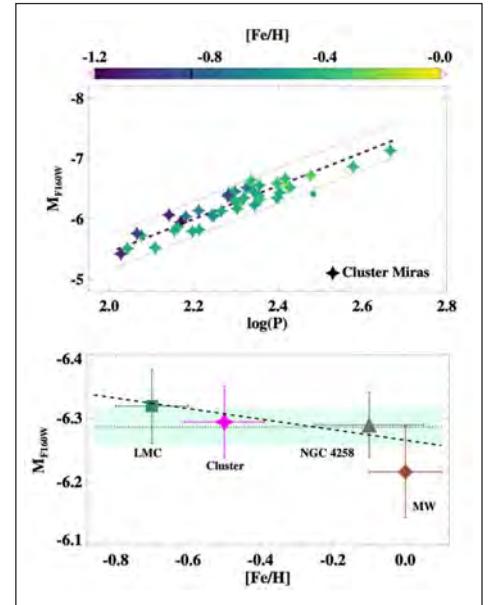 [Fe/H]
-1.2 -0.8 -0.4 -0.0
-8
-7
-6
-5
M_F160W
Cluster Miras
2.0 2.2 2.4 2.6 2.8
log(P)
-6.4
-6.3
-6.2
-6.1
M_F160W
LMC
Cluster
NGC 4258
MW
-0.8 -0.6 -0.4 -0.2 0.0
[Fe/H]